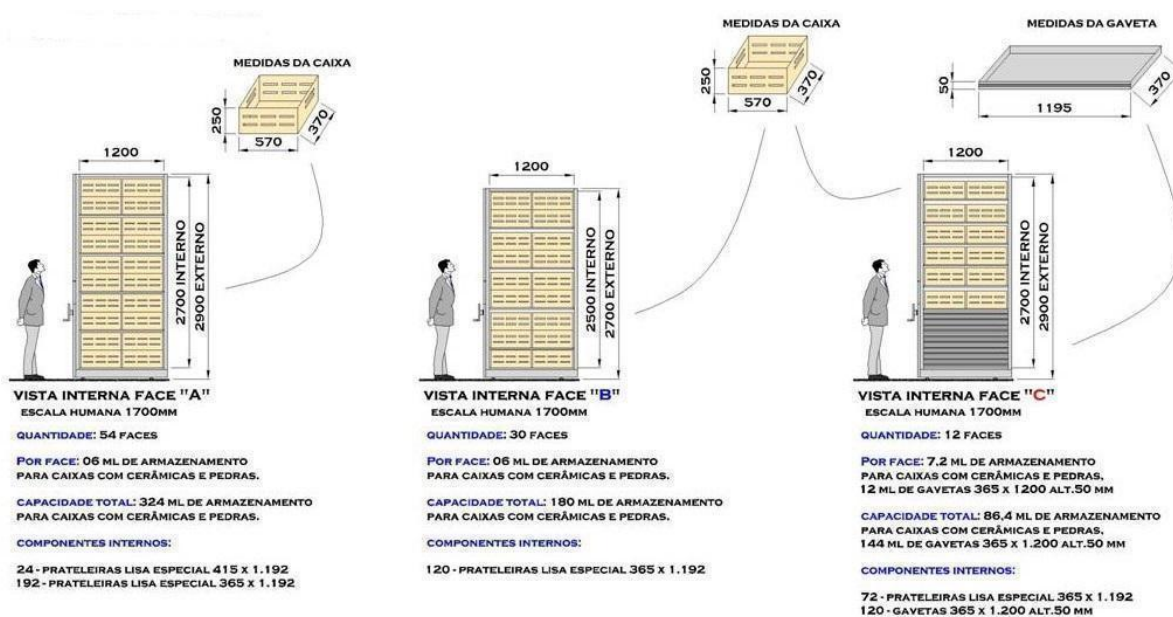 MEDIDAS DA CAIXA
250
570
370
1200
2700 INTERNO
2900 EXTERNO
VISTA INTERNA FACE "A"
ESCALA HUMANA 1700MM
QUANTIDADE: 54 FACES
POR FACE: 06 ML DE ARMAZENAMENTO
PARA CAIXAS COM CERÂMICAS E PEDRAS.
CAPACIDADE TOTAL: 324 ML DE ARMAZENAMENTO
PARA CAIXAS COM CERÂMICAS E PEDRAS.
COMPONENTES INTERNOS:
24 - PRATELEIRAS LISA ESPECIAL 415 X 1.192
192 - PRATELEIRAS LISA ESPECIAL 365 X 1.192
MEDIDAS DA CAIXA
250
570
370
1200
2500 INTERNO
2700 EXTERNO
VISTA INTERNA FACE "B"
ESCALA HUMANA 1700MM
QUANTIDADE: 30 FACES
POR FACE: 06 ML DE ARMAZENAMENTO
PARA CAIXAS COM CERÂMICAS E PEDRAS.
CAPACIDADE TOTAL: 180 ML DE ARMAZENAMENTO
PARA CAIXAS COM CERÂMICAS E PEDRAS.
COMPONENTES INTERNOS:
120 - PRATELEIRAS LISA ESPECIAL 365 X 1.192
MEDIDAS DA GAVETA
50
1195
370
1200
2700 INTERNO
2900 EXTERNO
VISTA INTERNA FACE "C"
ESCALA HUMANA 1700MM
QUANTIDADE: 12 FACES
POR FACE: 7.2 ML DE ARMAZENAMENTO
PARA CAIXAS COM CERÂMICAS E PEDRAS,
12 ML DE GAVETAS 365 X 1200 ALT.50 MM
CAPACIDADE TOTAL: 86,4 ML DE ARMAZENAMENTO
PARA CAIXAS COM CERÂMICAS E PEDRAS,
144 ML DE GAVETAS 365 X 1.200 ALT.50 MM
COMPONENTES INTERNOS:
72 - PRATELEIRAS LISA ESPECIAL 365 X 1.192
120 - GAVETAS 365 X 1.200 ALT.50 MM